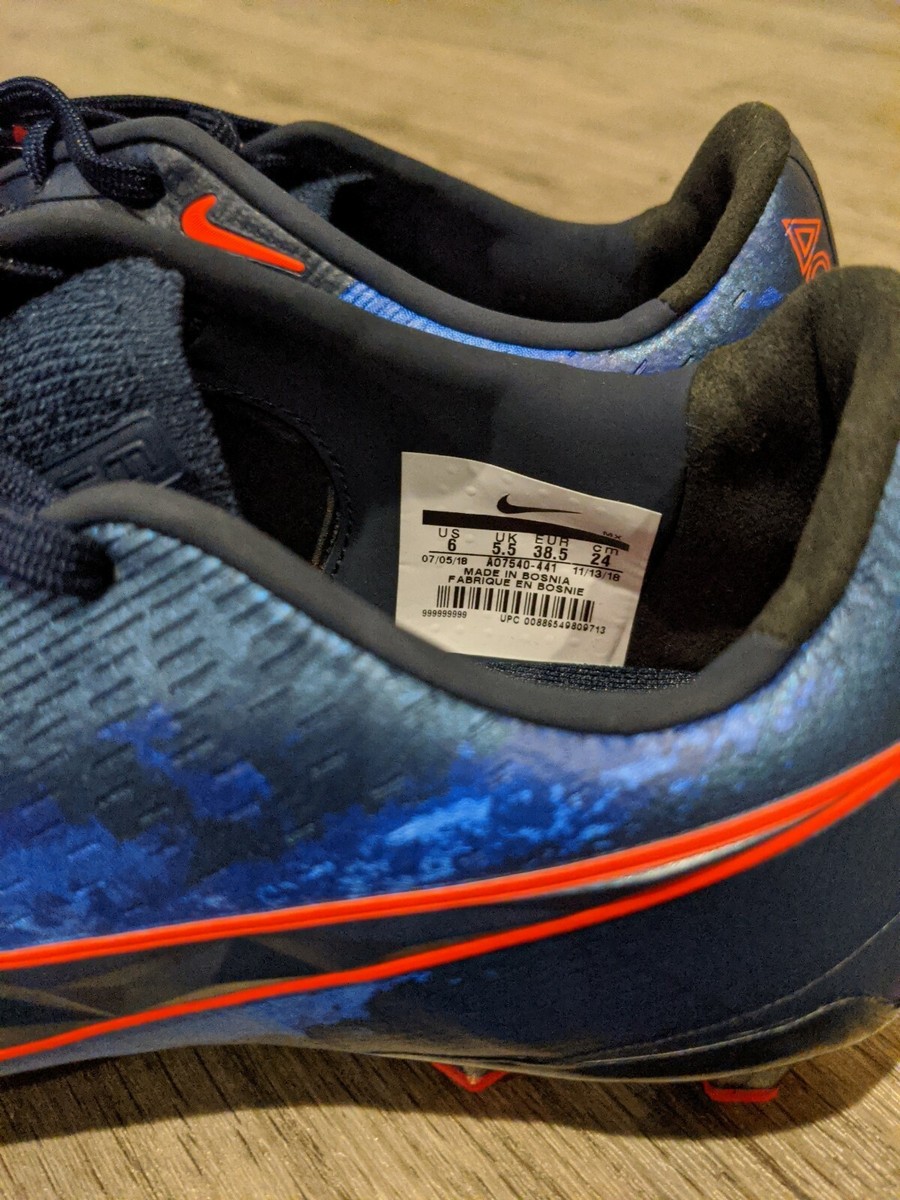 US UK EUR MX cm
6 5.5 38.5 24
07/05/18 AO7540-441 11/13/18
MADE IN BOSNIA
FABRIQUE EN BOSNIE
999999999 UPC 00886549809713